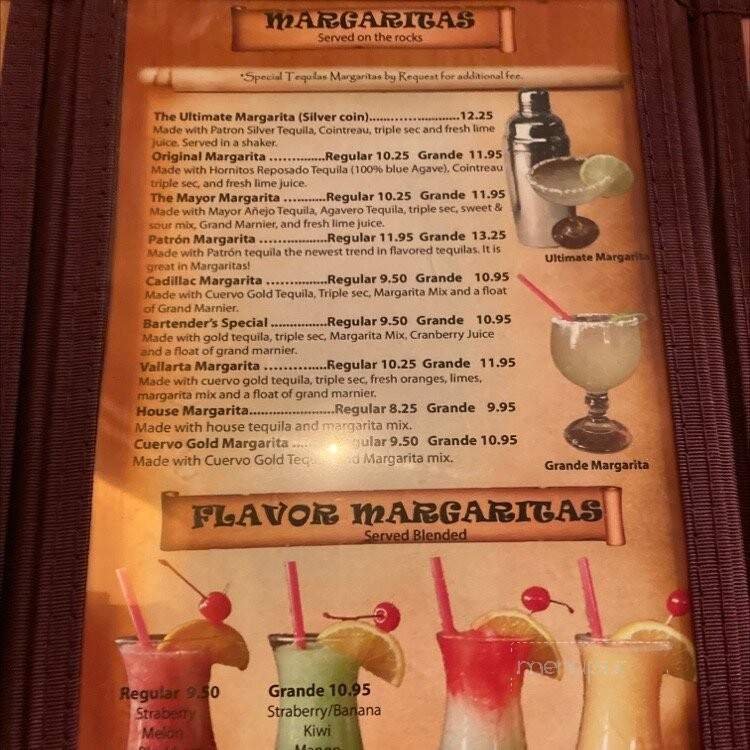 MARGARITAS
Served on the rocks
*Special Tequilas Margaritas by Request for additional fee.
The Ultimate Margarita (Silver coin)......................12.25
Made with Patron Silver Tequila, Cointreau, triple sec and fresh lime
juice. Served in a shaker.
Original Margarita ..............Regular 10.25 Grande 11.95
Made with Hornitos Reposado Tequila (100% blue Agave), Cointreau
triple sec, and fresh lime juice.
The Mayor Margarita ...........Regular 10.25 Grande 11.95
Made with Mayor Añejo Tequila, Agavero Tequila, triple sec, sweet &
sour mix, Grand Marnier, and fresh lime juice.
Patrón Margarita .................Regular 11.95 Grande 13.25
Made with Patrón tequila the newest trend in flavored tequilas. It is
great in Margaritas!
Ultimate Margarita
Cadillac Margarita ................Regular 9.50 Grande 10.95
Made with Cuervo Gold Tequila, Triple sec, Margarita Mix and a float
of Grand Marnier.
Bartender's Special ...............Regular 9.50 Grande 10.95
Made with gold tequila, triple sec, Margarita Mix, Cranberry Juice
and a float of grand marnier.
Vallarta Margarita ................Regular 10.25 Grande 11.95
Made with cuervo gold tequila, triple sec, fresh oranges, limes,
margarita mix and a float of grand marnier.
House Margarita.......................Regular 8.25 Grande 9.95
Made with house tequila and margarita mix.
Cuervo Gold Margarita .... gular 9.50 Grande 10.95
Made with Cuervo Gold Margarita mix.
Grande Margarita
FLAVOR MARGARITAS
Served Blended
Regular 9.50 Grande 10.95
Straberry Straberry/Banana
Melon Kiwi
Mango